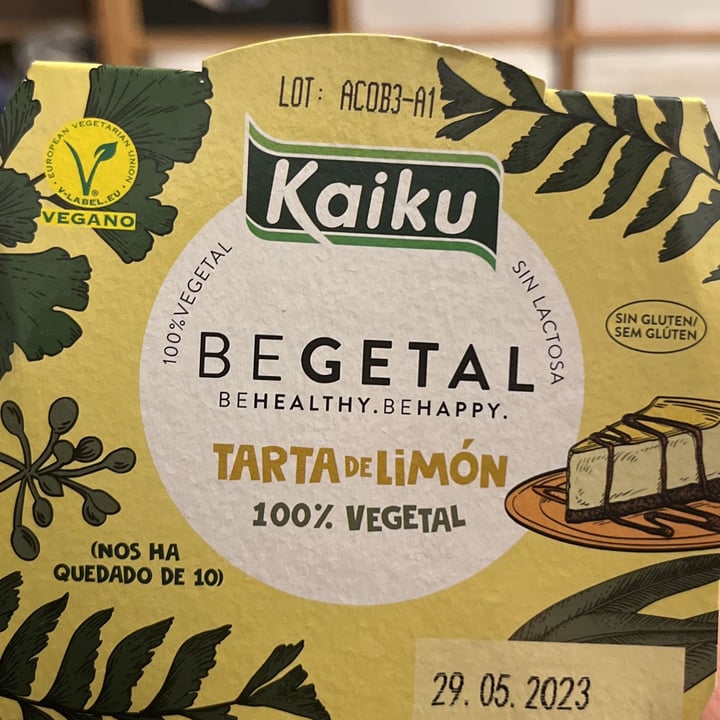 LOT: ACOB3-A1
EUROPEAN VEGETARIAN UNION
V-LABEL.EU
VEGANO
Kaiku
100% VEGETAL
SIN LACTOSA
SIN GLUTEN/
SEM GLÚTEN
BEGETAL
BEHEALTHY.BEHAPPY.
TARTA DE LiMÓN
100% VEGETAL
(NOS HA
QUEDADO DE 10)
29.05.2023